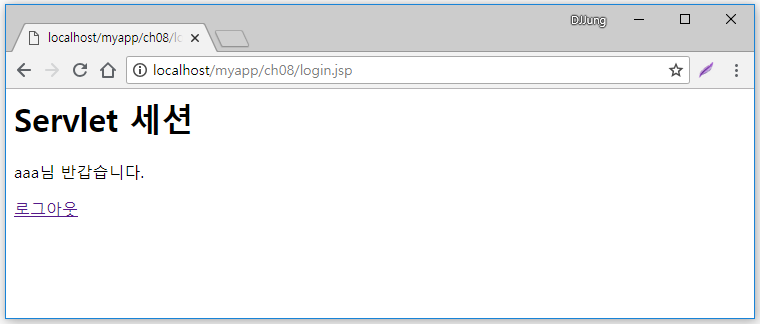 DJJung
localhost/myapp/ch08/lo
localhost/myapp/ch08/login.jsp
Servlet 세션
aaa님 반갑습니다.
로그아웃